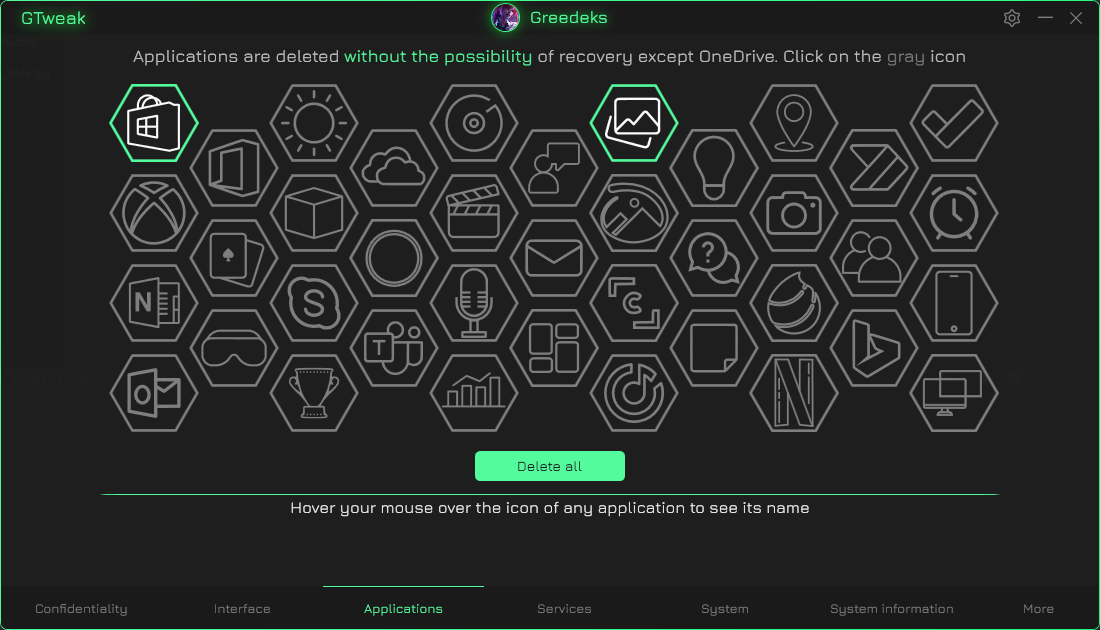 GTweak
Greedeks
Applications are deleted without the possibility of recovery except OneDrive. Click on the gray icon
N
S
T
Delete all
Hover your mouse over the icon of any application to see its name
Confidentiality Interface Applications Services System System information More